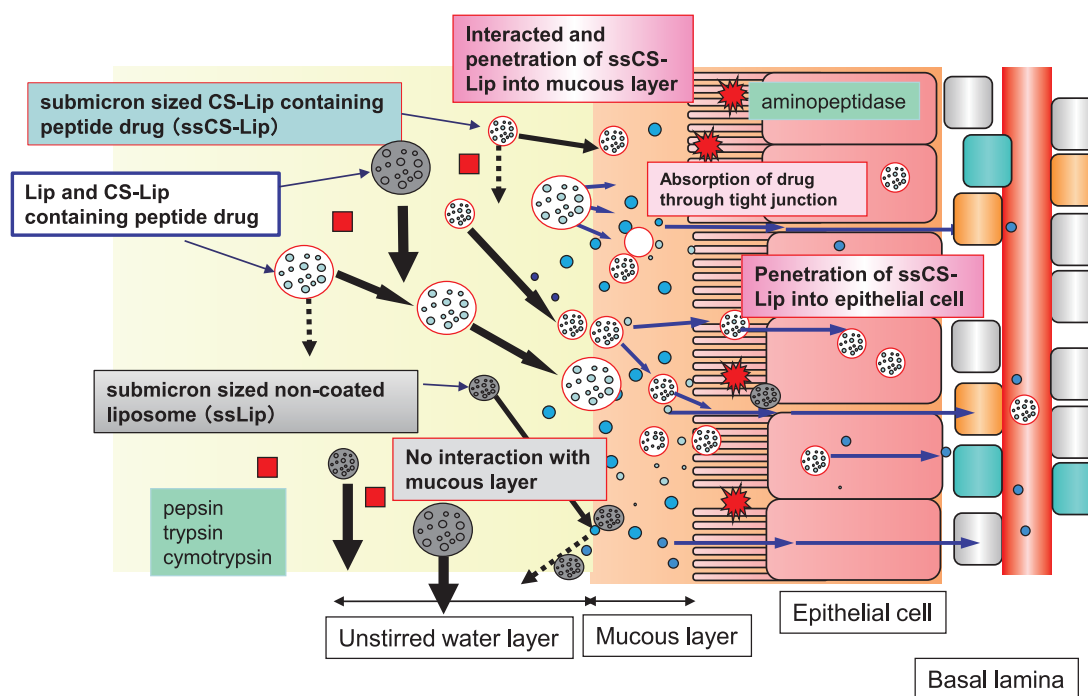 Interacted and
penetration of ssCS-
Lip into mucous layer
submicron sized CS-Lip containing
peptide drug (ssCS-Lip)
aminopeptidase
Lip and CS-Lip
containing peptide drug
Absorption of drug
through tight junction
Penetration of ssCS-
Lip into epithelial cell
submicron sized non-coated
liposome (ssLip)
No interaction with
mucous layer
pepsin
trypsin
cymotrypsin
Unstirred water layer
Mucous layer
Epithelial cell
Basal lamina